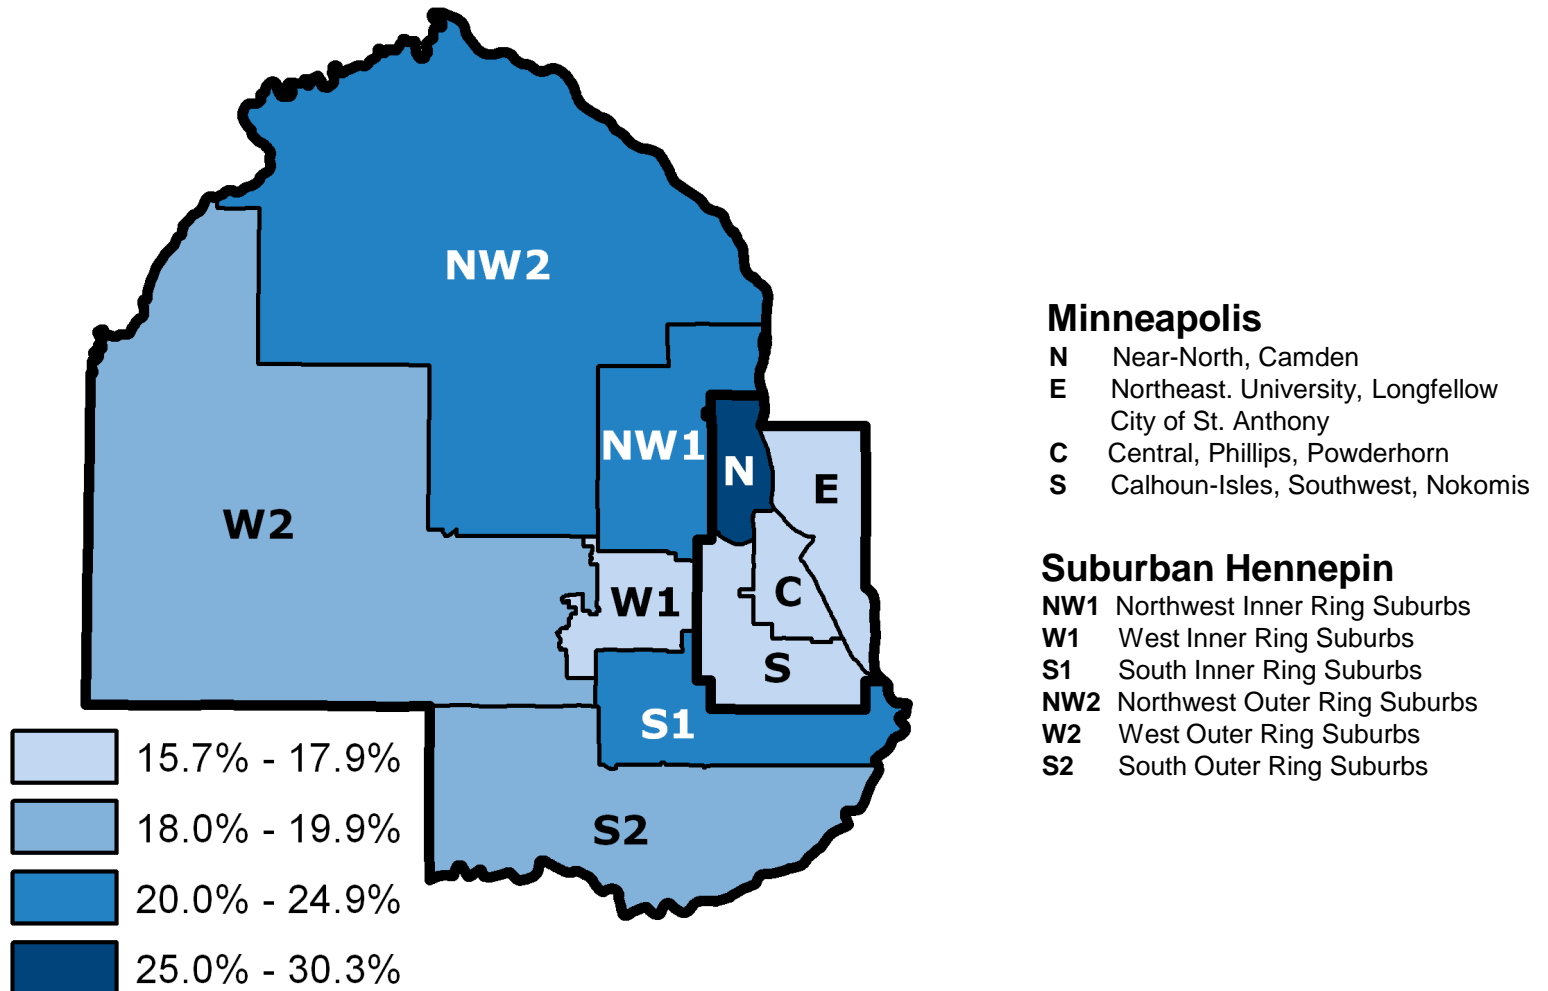 NW2
NW1
N
E
W2
W1
C
S
S1
S2
15.7% - 17.9%
18.0% - 19.9%
20.0% - 24.9%
25.0% - 30.3%
Minneapolis
N Near-North, Camden
E Northeast. University, Longfellow
City of St. Anthony
C Central, Phillips, Powderhorn
S Calhoun-Isles, Southwest, Nokomis
Suburban Hennepin
NW1 Northwest Inner Ring Suburbs
W1 West Inner Ring Suburbs
S1 South Inner Ring Suburbs
NW2 Northwest Outer Ring Suburbs
W2 West Outer Ring Suburbs
S2 South Outer Ring Suburbs